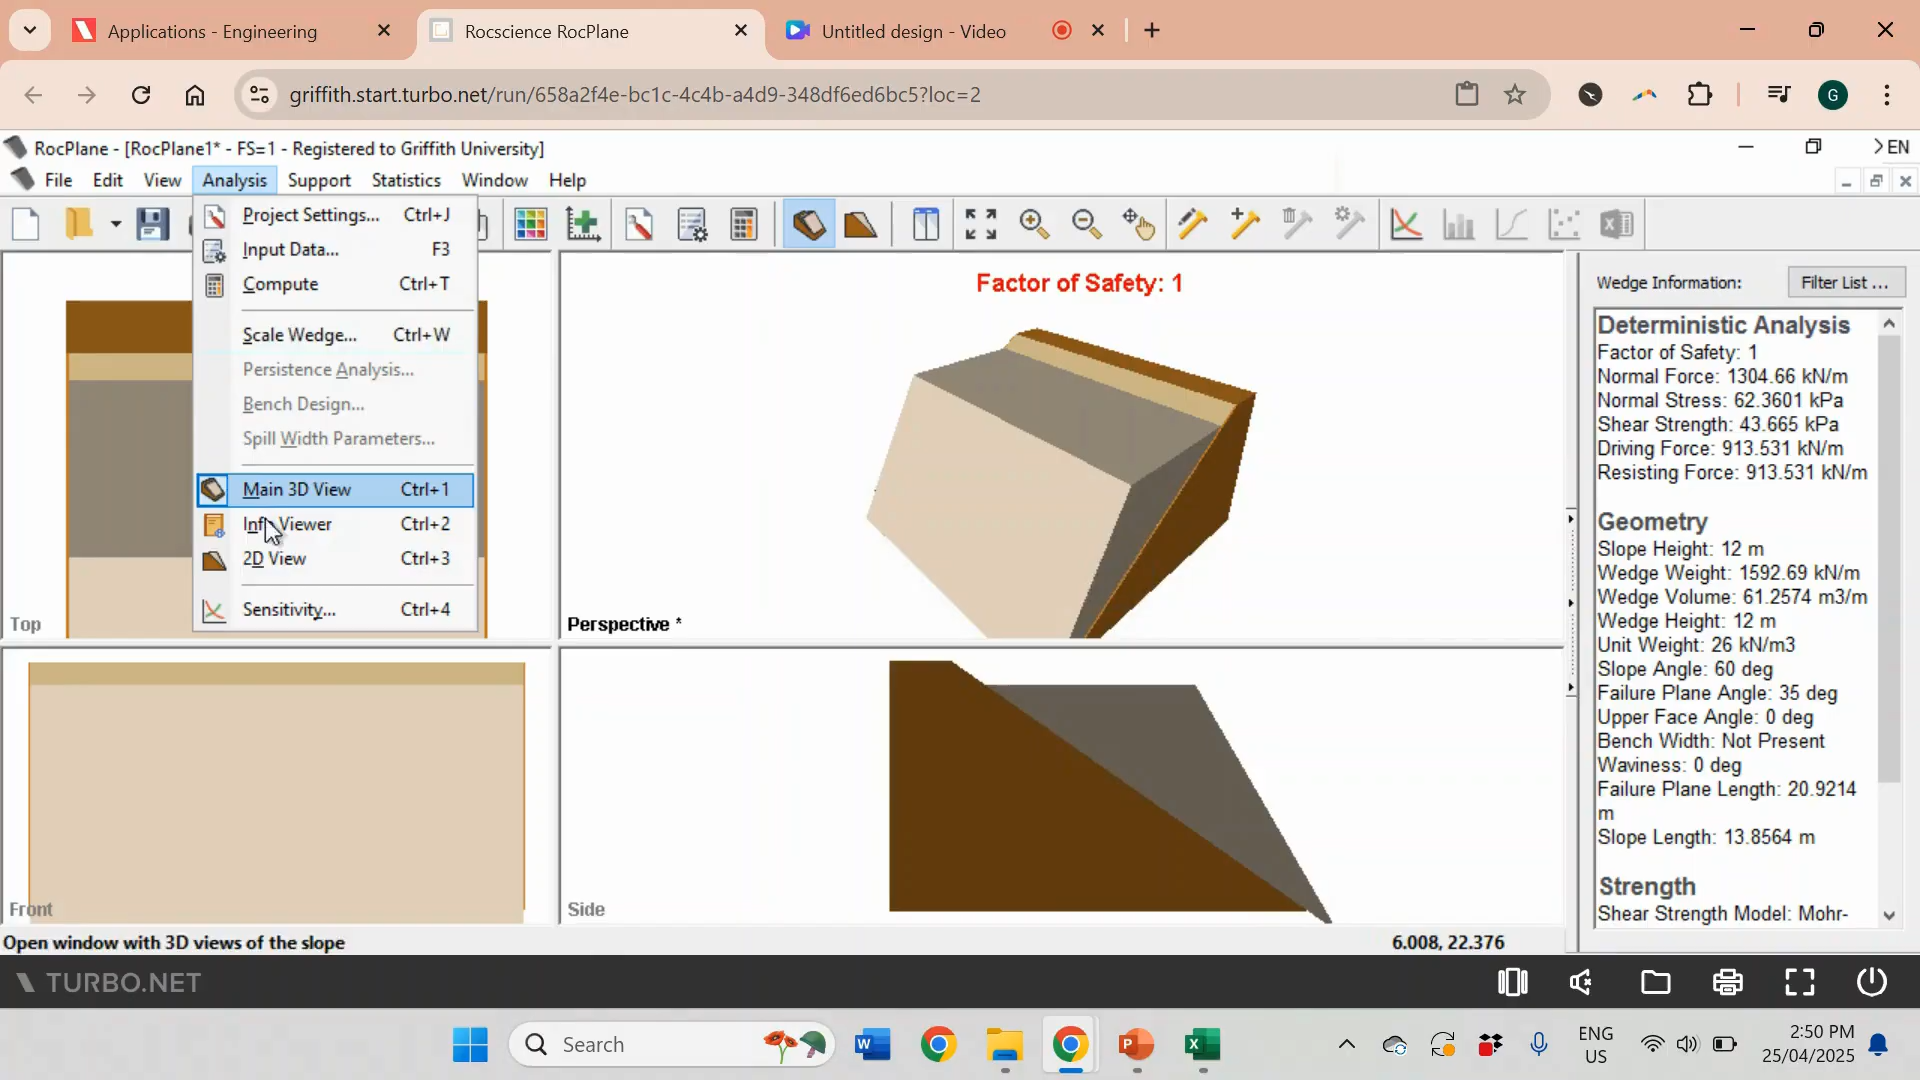 Applications - Engineering
Rocscience RocPlane
Untitled design - Video
griffith.start.turbo.net/run/658a2f4e-bc1c-4c4b-a4d9-348df6ed6bc5?loc=2
G
RocPlane - [RocPlane1* - FS=1 - Registered to Griffith University]
EN
File Edit View Analysis Support Statistics Window Help
Project Settings... Ctrl+J
Input Data... F3
Compute Ctrl+T
Scale Wedge... Ctrl+W
Persistence Analysis...
Bench Design...
Spill Width Parameters...
Main 3D View Ctrl+1
Info Viewer Ctrl+2
2D View Ctrl+3
Sensitivity... Ctrl+4
Top
Factor of Safety: 1
Perspective *
Front
Side
Wedge Information:
Filter List ...
Deterministic Analysis
Factor of Safety: 1
Normal Force: 1304.66 kN/m
Normal Stress: 62.3601 kPa
Shear Strength: 43.665 kPa
Driving Force: 913.531 kN/m
Resisting Force: 913.531 kN/m
Geometry
Slope Height: 12 m
Wedge Weight: 1592.69 kN/m
Wedge Volume: 61.2574 m3/m
Wedge Height: 12 m
Unit Weight: 26 kN/m3
Slope Angle: 60 deg
Failure Plane Angle: 35 deg
Upper Face Angle: 0 deg
Bench Width: Not Present
Waviness: 0 deg
Failure Plane Length: 20.9214
m
Slope Length: 13.8564 m
Strength
Shear Strength Model: Mohr-
Open window with 3D views of the slope
6.008, 22.376
TURBO.NET
Search
ENG
US
2:50 PM
25/04/2025